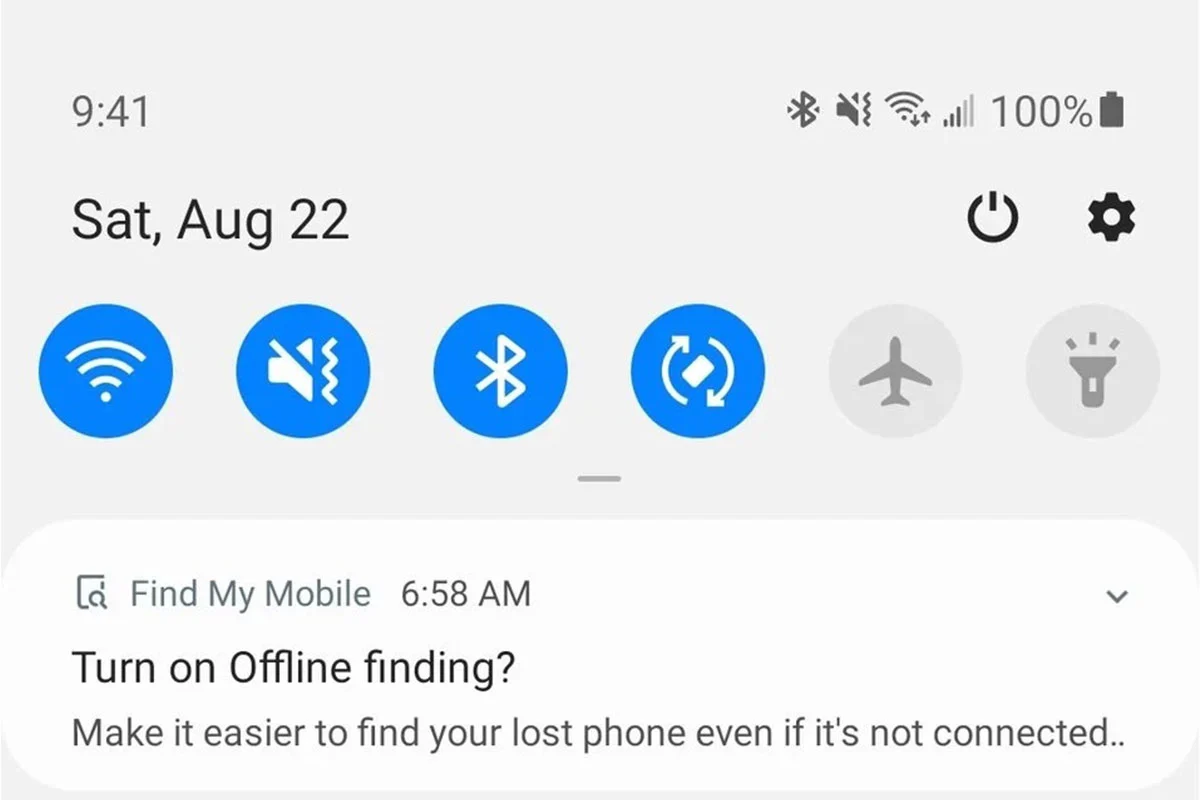 9:41 100%
Sat, Aug 22
Find My Mobile 6:58 AM
Turn on Offline finding?
Make it easier to find your lost phone even if it's not connected..